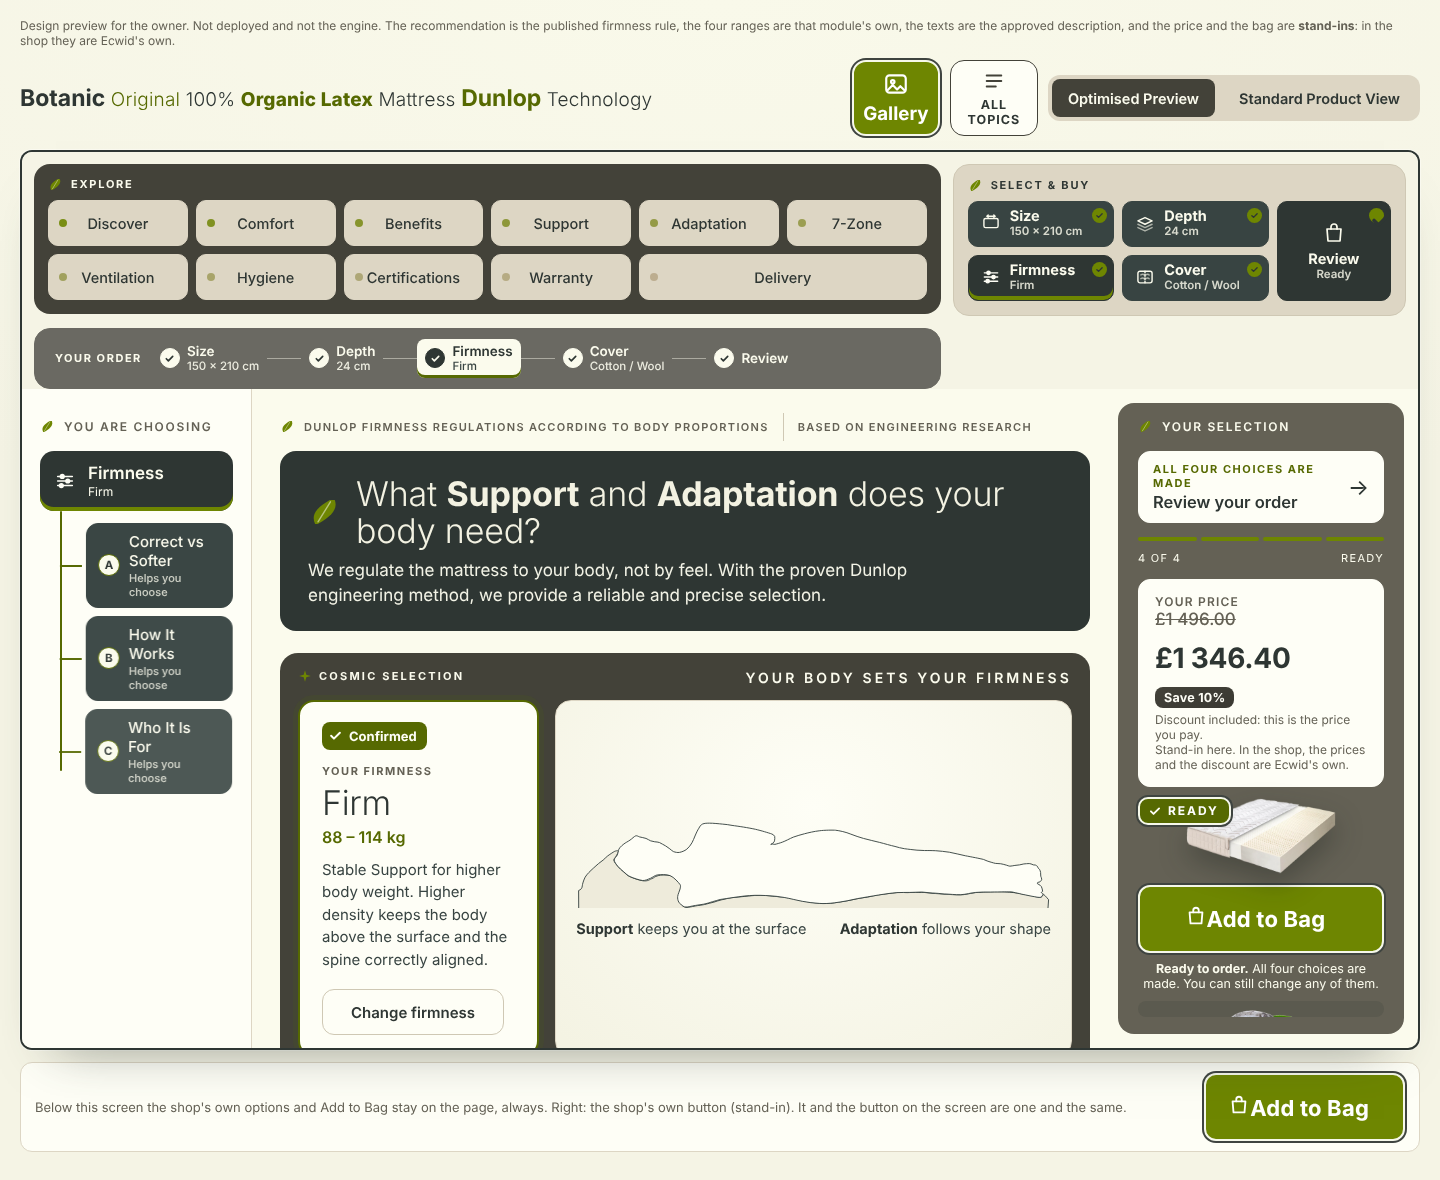 Design preview for the owner. Not deployed and not the engine. The recommendation is the published firmness rule, the four ranges are that module's own, the texts are the approved description, and the price and the bag are stand-ins: in the
shop they are Ecwid's own.
Botanic Original 100% Organic Latex Mattress Dunlop Technology
Gallery
ALL
TOPICS
Optimised Preview
Standard Product View
EXPLORE
Discover
Comfort
Benefits
Support
Adaptation
7-Zone
Ventilation
Hygiene
Certifications
Warranty
Delivery
SELECT & BUY
Size
150 × 210 cm
Depth
24 cm
Firmness
Firm
Cover
Cotton / Wool
Review
Ready
YOUR ORDER
Size
150 × 210 cm
Depth
24 cm
Firmness
Firm
Cover
Cotton / Wool
Review
YOU ARE CHOOSING
Firmness
Firm
A
Correct vs
Softer
Helps you
choose
B
How It
Works
Helps you
choose
C
Who It Is
For
Helps you
choose
DUNLOP FIRMNESS REGULATIONS ACCORDING TO BODY PROPORTIONS
BASED ON ENGINEERING RESEARCH
What Support and Adaptation does your
body need?
We regulate the mattress to your body, not by feel. With the proven Dunlop
engineering method, we provide a reliable and precise selection.
COSMIC SELECTION
YOUR BODY SETS YOUR FIRMNESS
Confirmed
YOUR FIRMNESS
Firm
88 – 114 kg
Stable Support for higher
body weight. Higher
density keeps the body
above the surface and the
spine correctly aligned.
Change firmness
Support keeps you at the surface
Adaptation follows your shape
YOUR SELECTION
ALL FOUR CHOICES ARE
MADE
Review your order
4 OF 4
READY
YOUR PRICE
£1 496.00
£1 346.40
Save 10%
Discount included: this is the price
you pay.
Stand-in here. In the shop, the prices
and the discount are Ecwid's own.
READY
Add to Bag
Ready to order. All four choices are
made. You can still change any of them.
Below this screen the shop's own options and Add to Bag stay on the page, always. Right: the shop's own button (stand-in). It and the button on the screen are one and the same.
Add to Bag